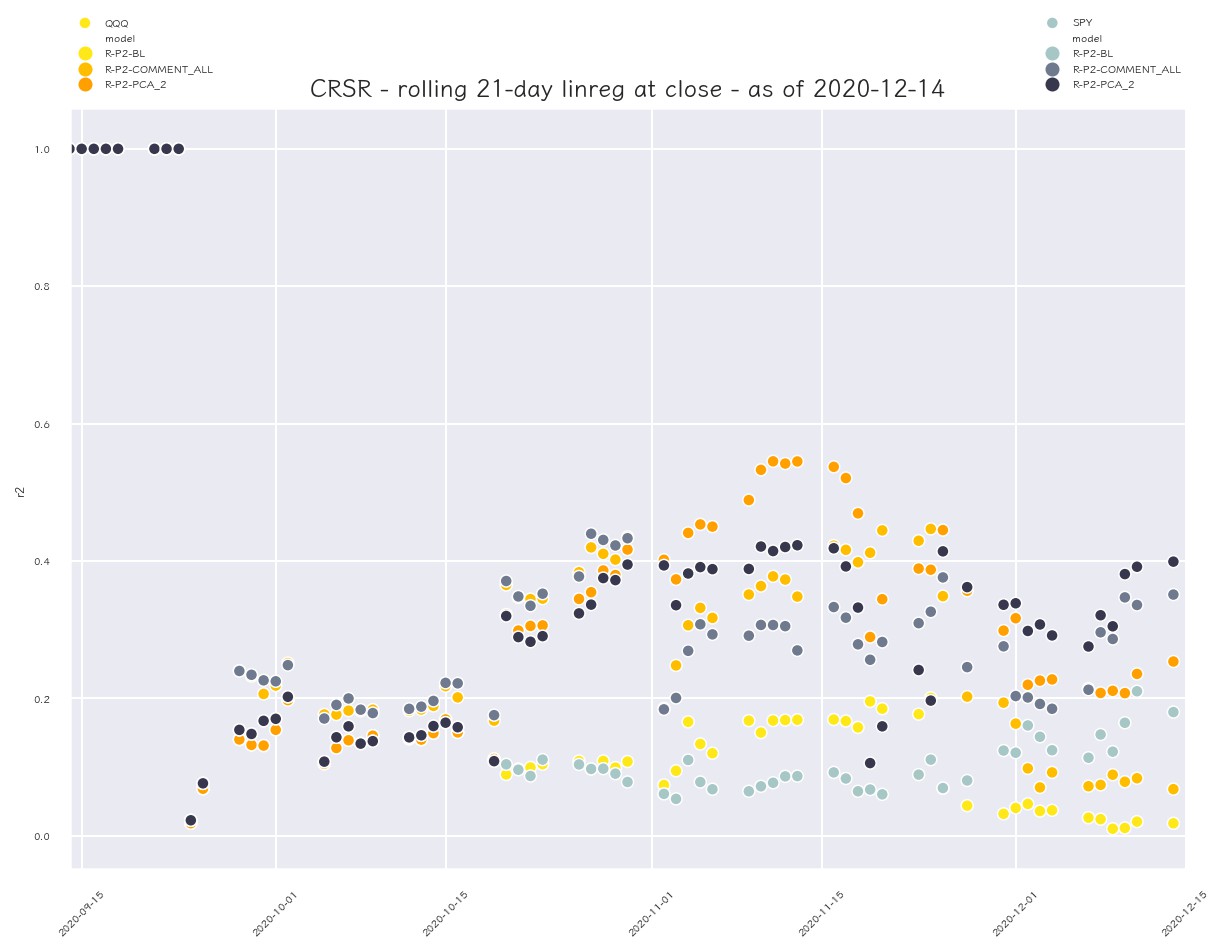 QQQ
model
R-P2-BL
R-P2-COMMENT_ALL
R-P2-PCA_2
SPY
model
R-P2-BL
R-P2-COMMENT_ALL
R-P2-PCA_2
CRSR - rolling 21-day linreg at close - as of 2020-12-14
1.0
0.8
0.6
0.4
0.2
0.0
r2
2020-09-15
2020-10-01
2020-10-15
2020-11-01
2020-11-15
2020-12-01
2020-12-15